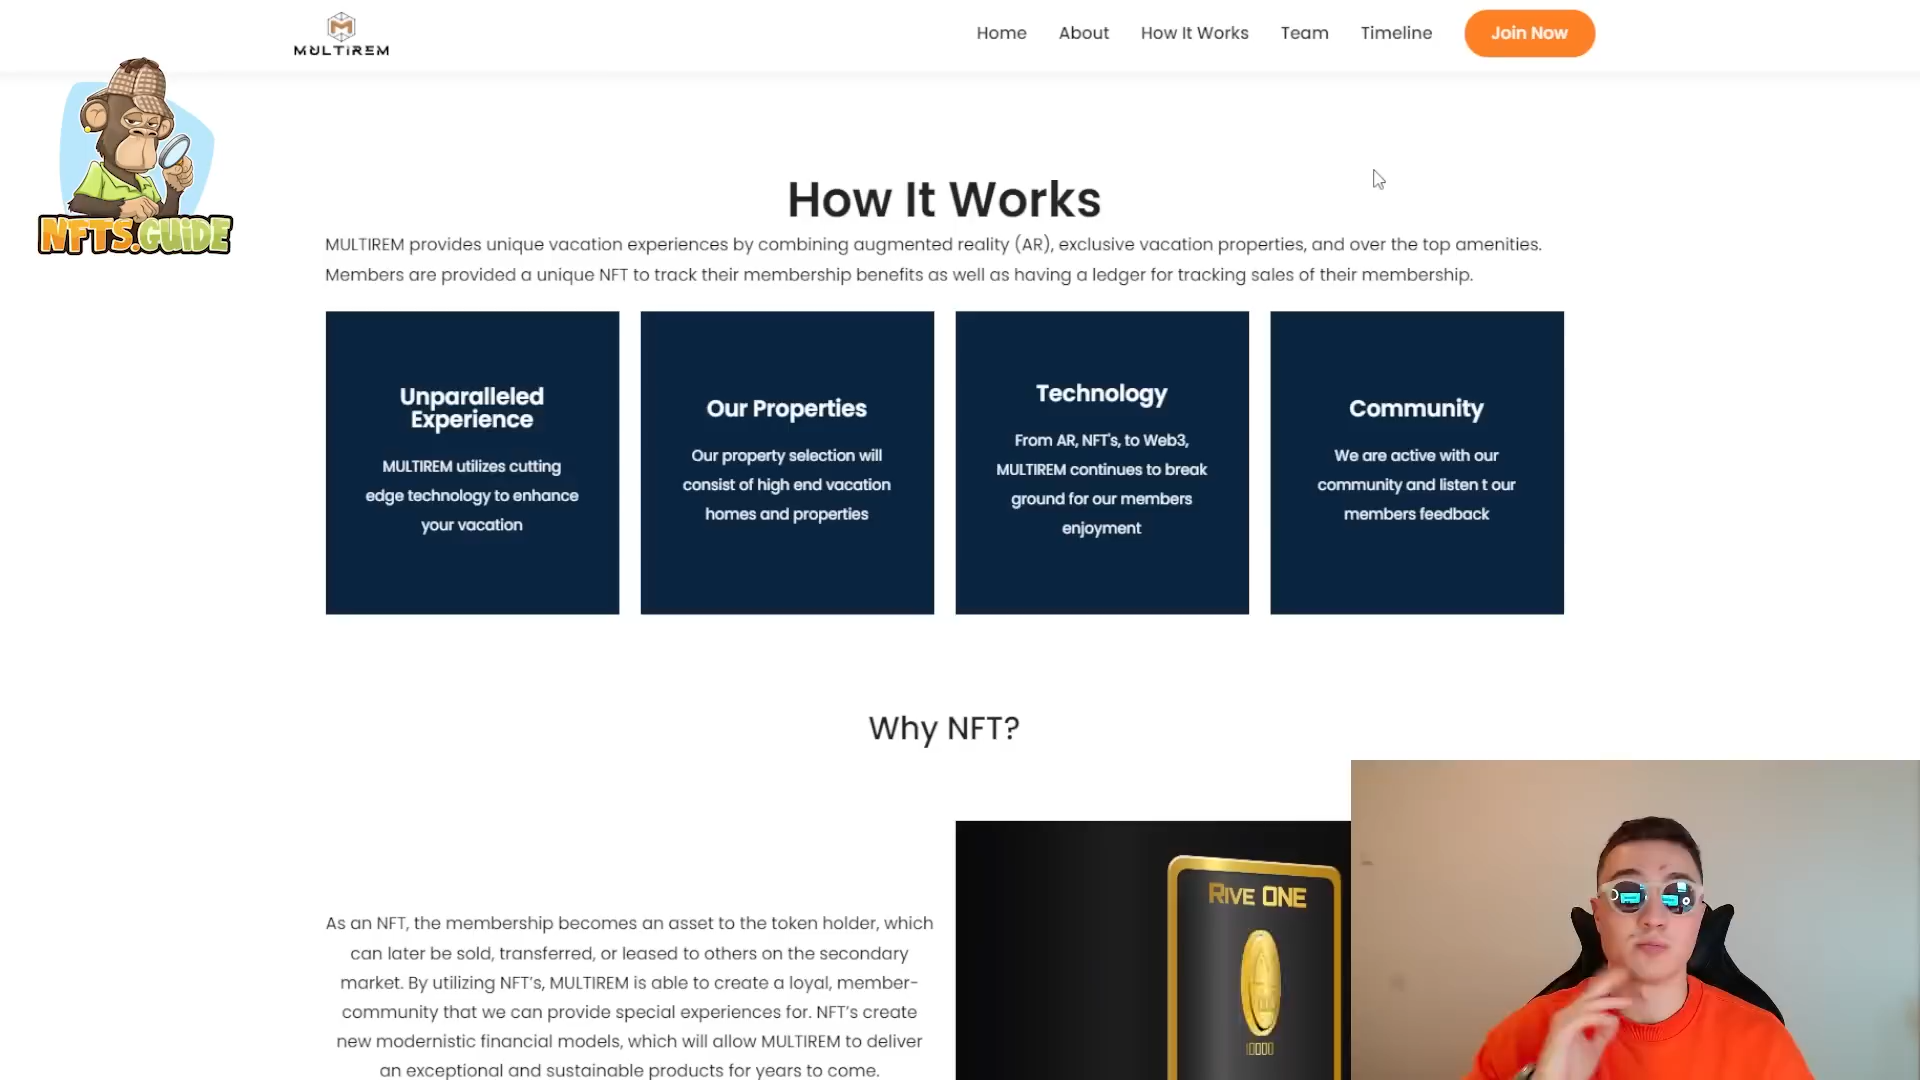 MULTIREM
Home
About
How It Works
Team
Timeline
Join Now
NFTS.GUIDE
How It Works
MULTIREM provides unique vacation experiences by combining augmented reality (AR), exclusive vacation properties, and over the top amenities.
Members are provided a unique NFT to track their membership benefits as well as having a ledger for tracking sales of their membership.
Unparalleled
Experience
MULTIREM utilizes cutting
edge technology to enhance
your vacation
Our Properties
Our property selection will
consist of high end vacation
homes and properties
Technology
From AR, NFT's, to Web3,
MULTIREM continues to break
ground for our members
enjoyment
Community
We are active with our
community and listen t our
members feedback
Why NFT?
As an NFT, the membership becomes an asset to the token holder, which
can later be sold, transferred, or leased to others on the secondary
market. By utilizing NFT’s, MULTIREM is able to create a loyal, member-
community that we can provide special experiences for. NFT’s create
new modernistic financial models, which will allow MULTIREM to deliver
an exceptional and sustainable products for years to come.
RIVE ONE
10000